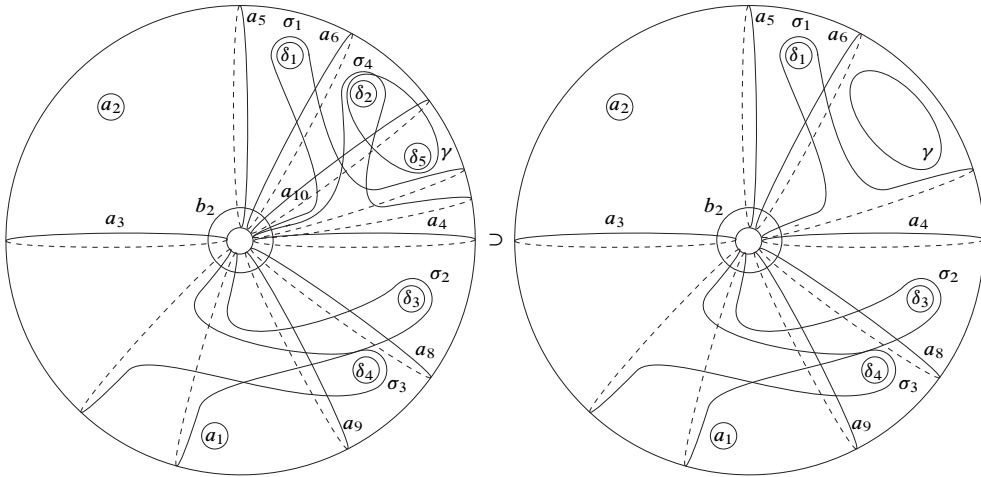 a5 σ1 a6
σ4
δ1
δ2
a2
δ5 γ
a10
b2
a3 a4
σ2
δ3
a8
δ4
σ3
a1 a9
⊂
a5 σ1 a6
δ1
a2
γ
b2
a3 a4
σ2
δ3
a8
δ4
σ3
a1 a9